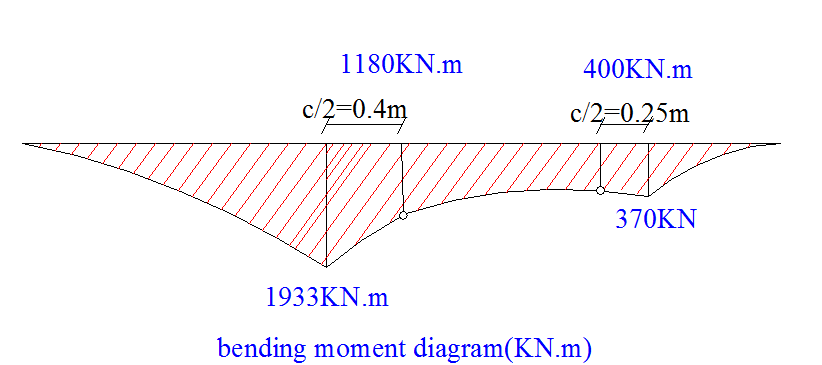 1180KN.m
400KN.m
c/2=0.4m
c/2=0.25m
370KN
1933KN.m
bending moment diagram(KN.m)